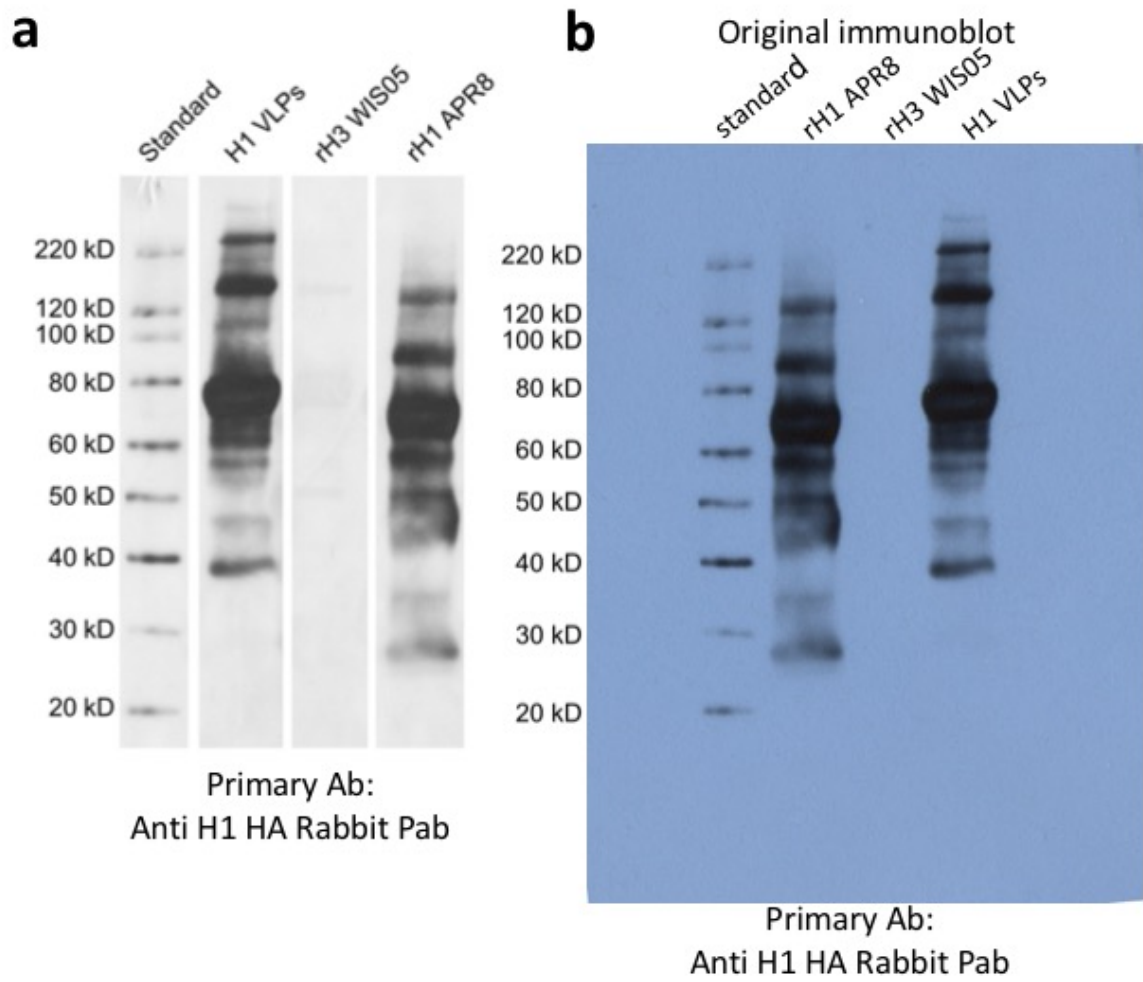 a
Standard
H1 VLPs
rH3 WIS05
rH1 APR8
220 kD
120 kD
100 kD
80 kD
60 kD
50 kD
40 kD
30 kD
20 kD
Primary Ab:
Anti H1 HA Rabbit Pab
b
Original immunoblot
standard
rH1 APR8
rH3 WIS05
H1 VLPs
220 kD
120 kD
100 kD
80 kD
60 kD
50 kD
40 kD
30 kD
20 kD
Primary Ab:
Anti H1 HA Rabbit Pab